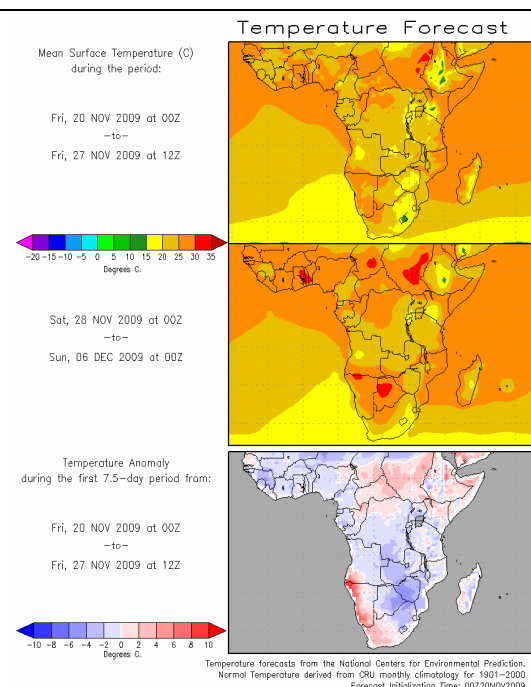 Temperature Forecast
Mean Surface Temperature (C)
during the period:
Fri, 20 NOV 2009 at 00Z
-to-
Fri, 27 NOV 2009 at 12Z
-20 -15 -10 -5 0 5 10 15 20 25 30 35
Degrees C.
Sat, 28 NOV 2009 at 00Z
-to-
Sun, 06 DEC 2009 at 00Z
Temperature Anomaly
during the first 7.5-day period from:
Fri, 20 NOV 2009 at 00Z
-to-
Fri, 27 NOV 2009 at 12Z
-10 -8 -6 -4 -2 0 2 4 6 8 10
Degrees C.
Temperature forecasts from the National Centers for Environmental Prediction.
Normal Temperature derived from CRU monthly climatology for 1901-2000
Forecast Initialization Time: 00Z20NOV2009